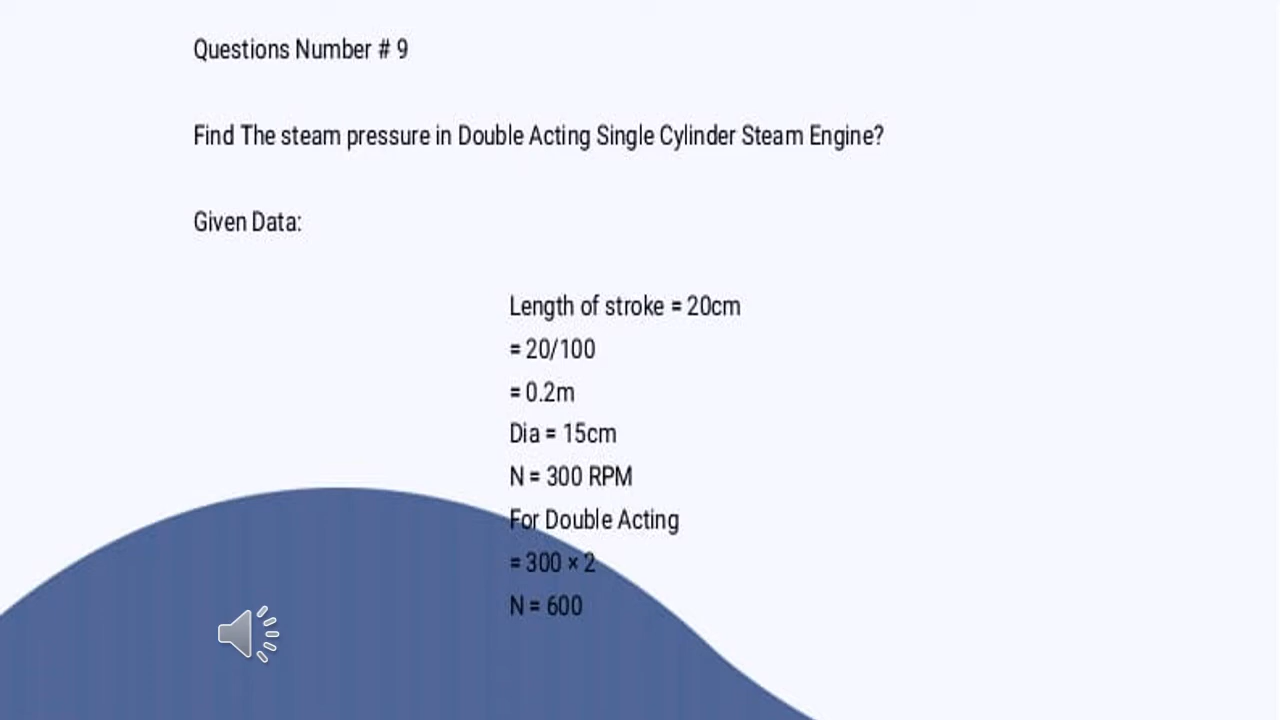 Questions Number # 9
Find The steam pressure in Double Acting Single Cylinder Steam Engine?
Given Data:
Length of stroke = 20cm
= 20/100
= 0.2m
Dia = 15cm
N = 300 RPM
For Double Acting
= 300 × 2
N = 600